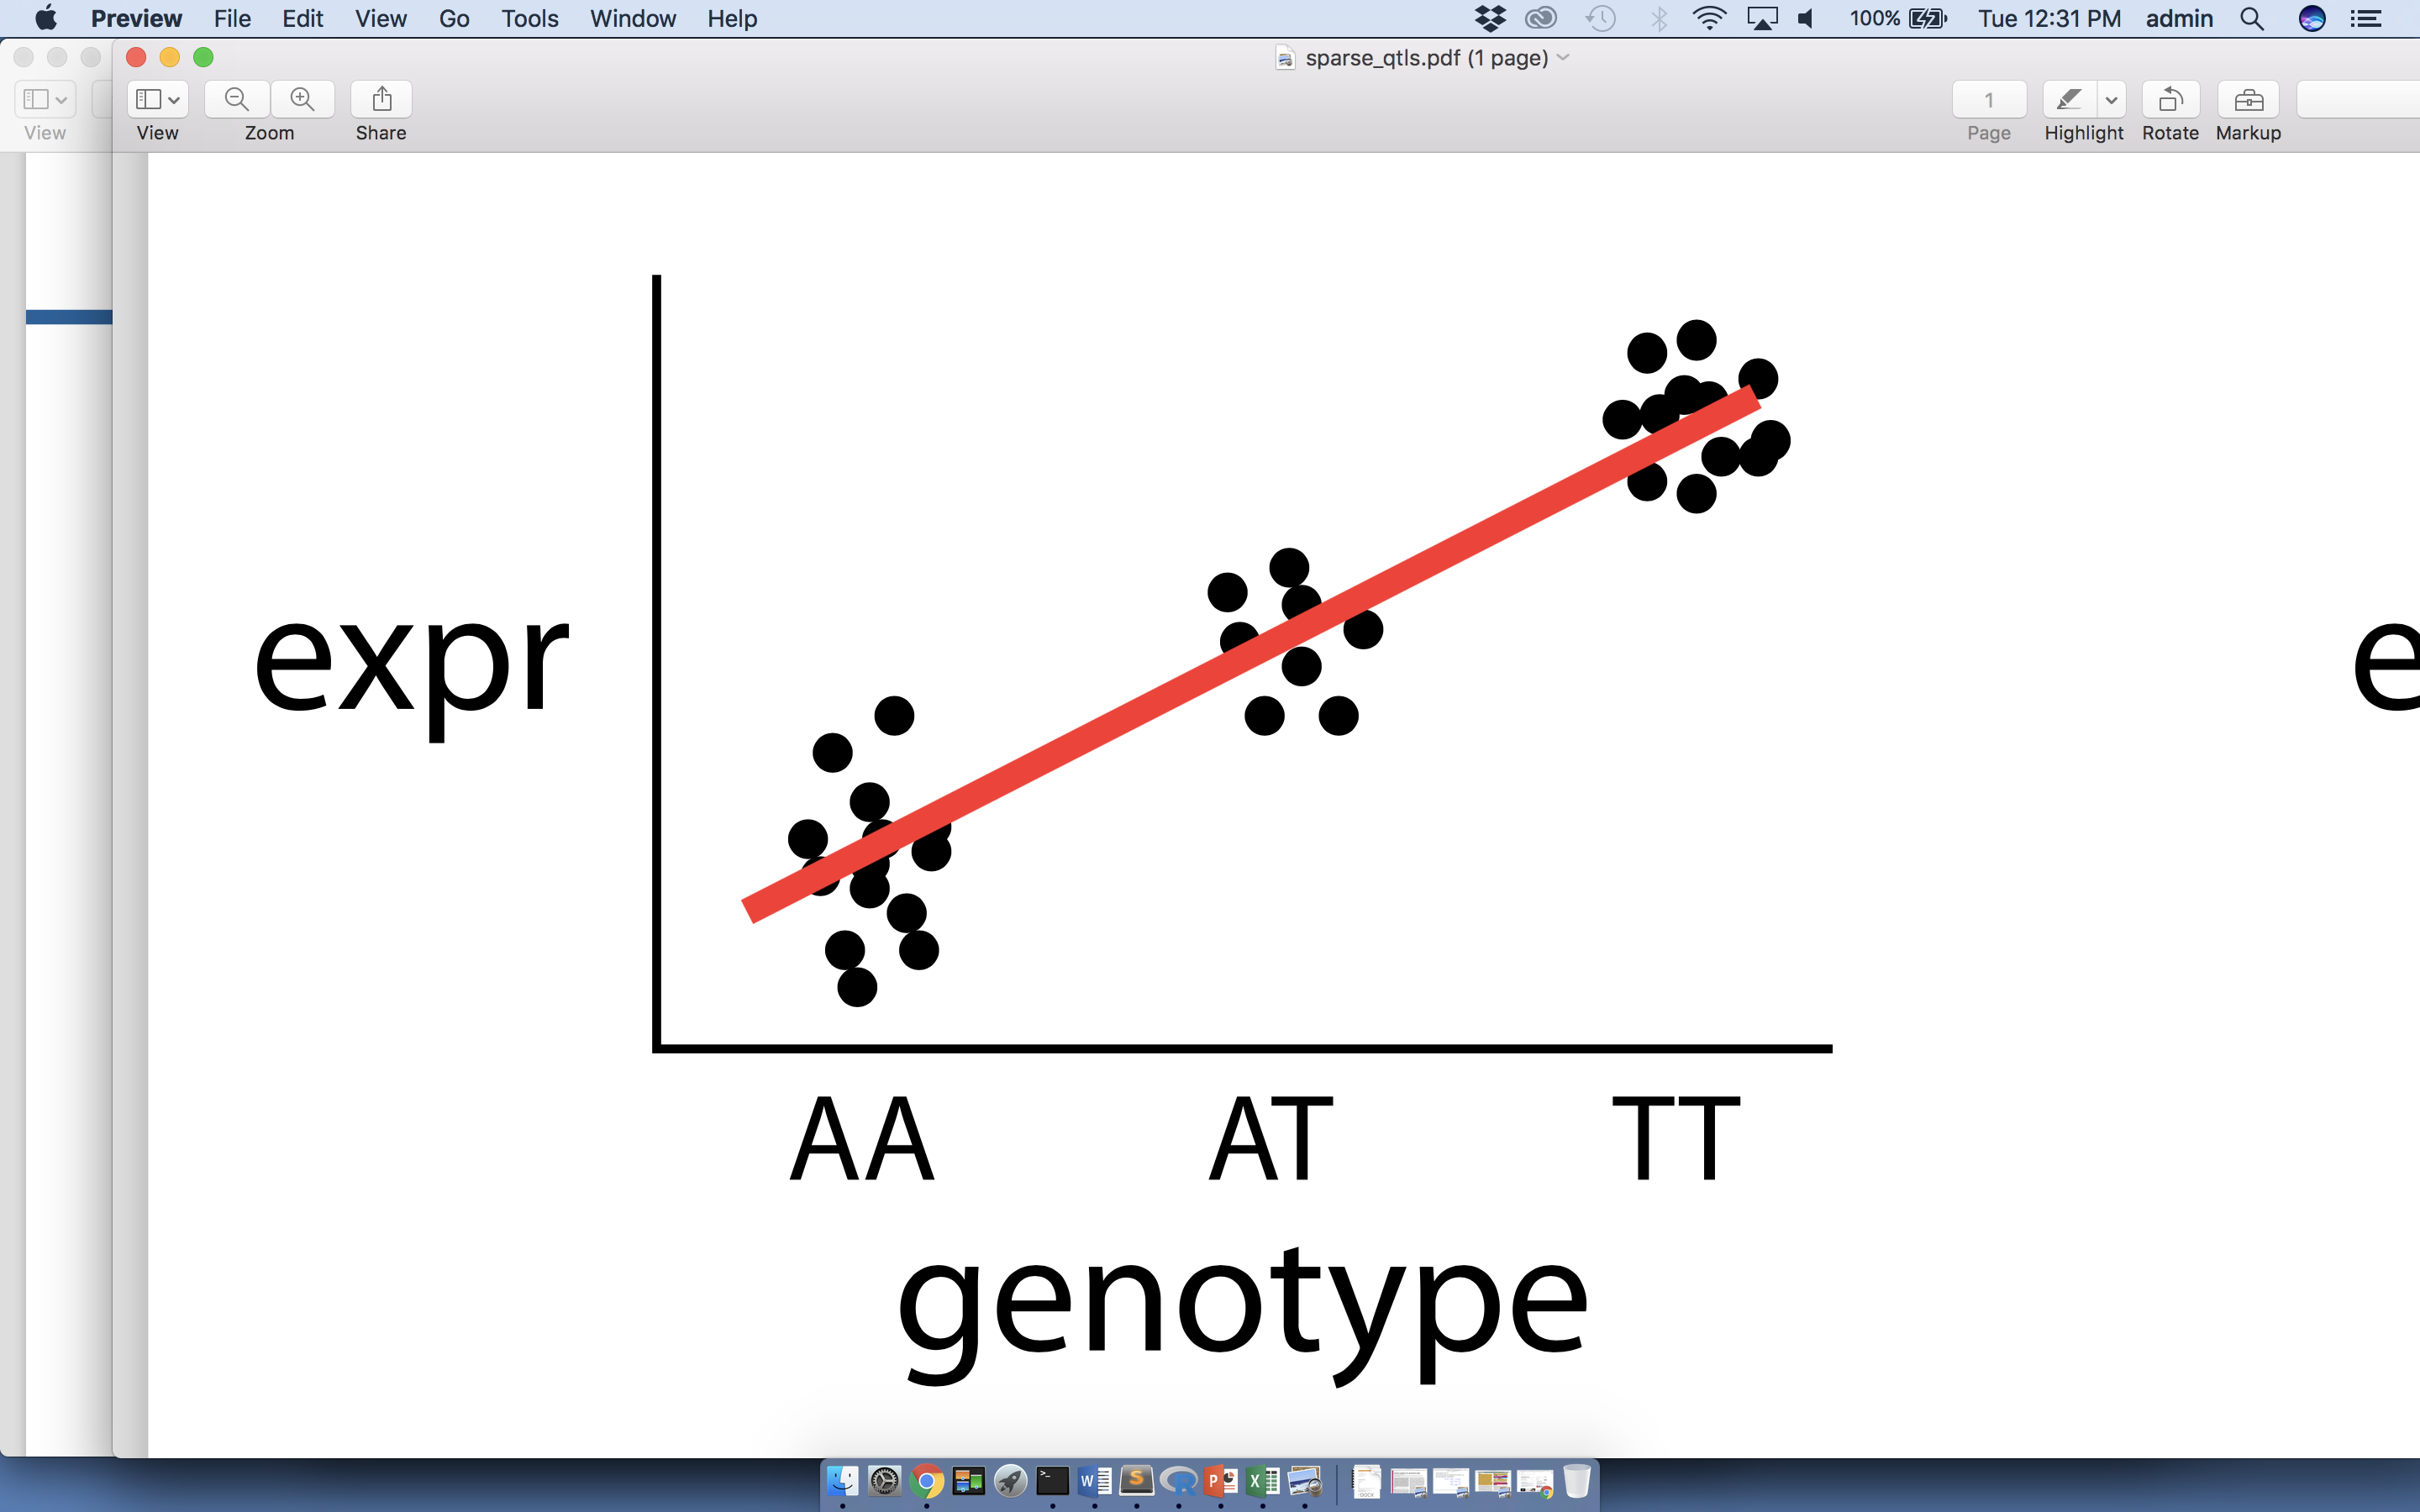 Preview File Edit View Go Tools Window Help 100% Tue 12:31 PM admin
sparse_qtls.pdf (1 page)
1
View View Zoom Share Page Highlight Rotate Markup
expr
e
AA AT TT
genotype